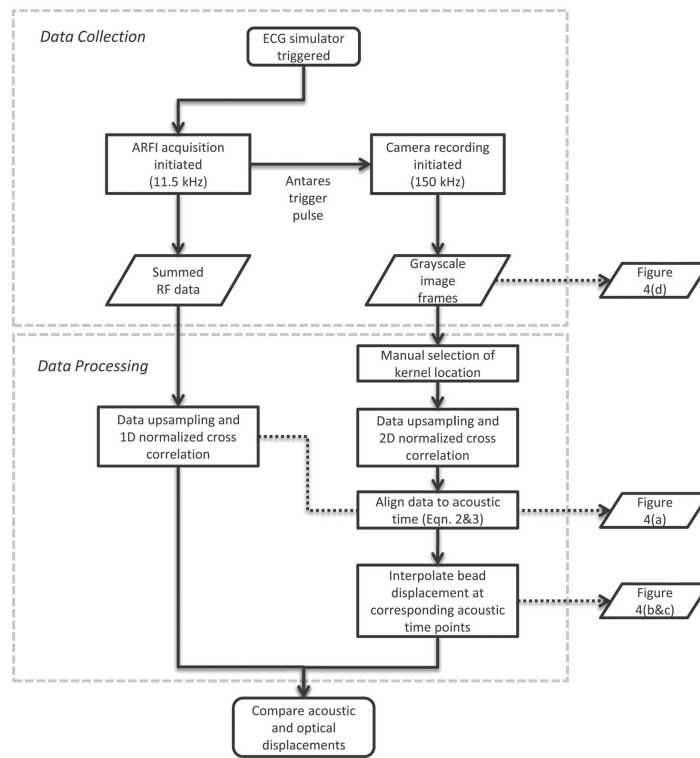 Data Collection
ECG simulator
triggered
ARFI acquisition
initiated
(11.5 kHz)
Antares
trigger
pulse
Camera recording
initiated
(150 kHz)
Summed
RF data
Grayscale
image
frames
Figure
4(d)
Data Processing
Manual selection of
kernel location
Data upsampling and
1D normalized cross
correlation
Data upsampling and
2D normalized cross
correlation
Align data to acoustic
time (Eqn. 2&3)
Figure
4(a)
Interpolate bead
displacement at
corresponding acoustic
time points
Figure
4(b&c)
Compare acoustic
and optical
displacements